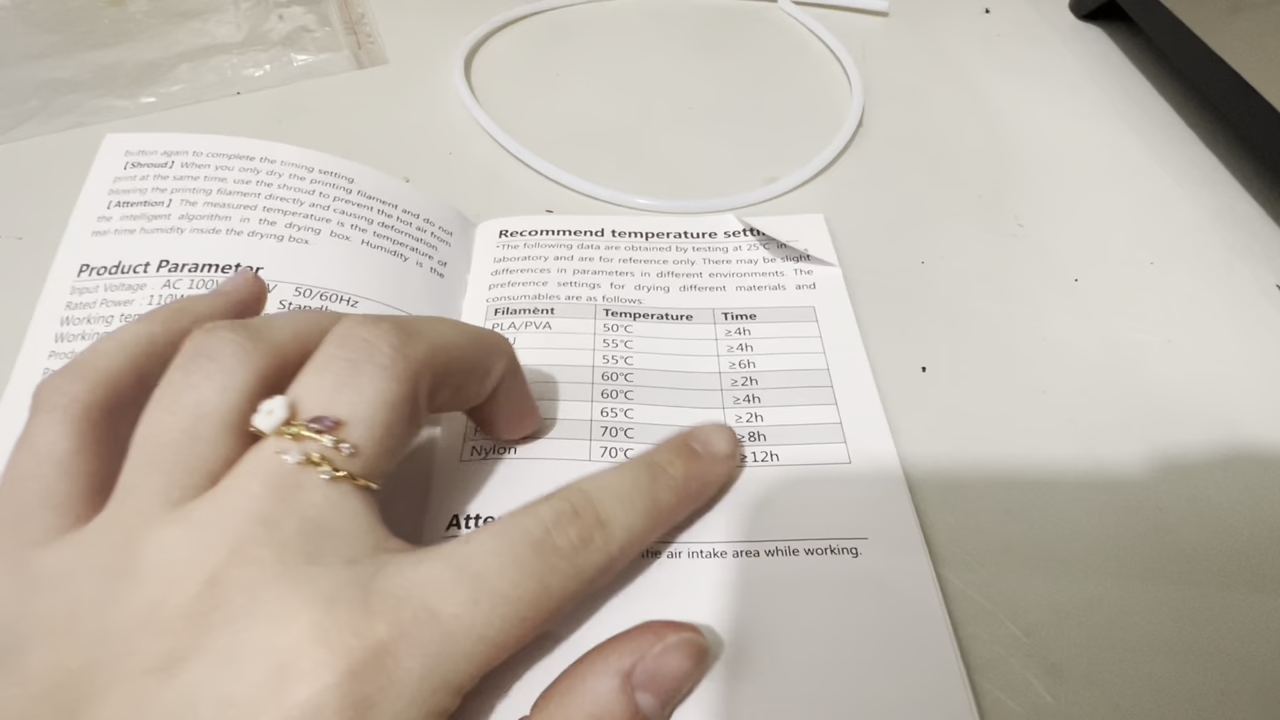 button again to complete the timing setting.
[Shroud] When you only dry the printing filament and do not
print at the same time, use the shroud to prevent the hot air from
blowing the printing filament directly and causing deformation.
[Attention] The measured temperature is the temperature of
the intelligent algorithm in the drying box. Humidity is the
real-time humidity inside the drying box.
Product Parameter
Input Voltage : AC 100V 50/60Hz
Rated Power : 110W
Working
Working
Recommend temperature
*The following data are obtained by testing at 25℃ in
laboratory and are for reference only. There may be slight
differences in parameters in different environments. The
preference settings for drying different materials and
consumables are as follows:
Filament Temperature Time
PLA/PVA 50℃ ≥4h
55℃ ≥4h
55℃ ≥6h
60℃ ≥2h
60℃ ≥4h
65℃ ≥2h
70℃ ≥8h
Nylon 70℃ ≥12h
the air intake area while working.